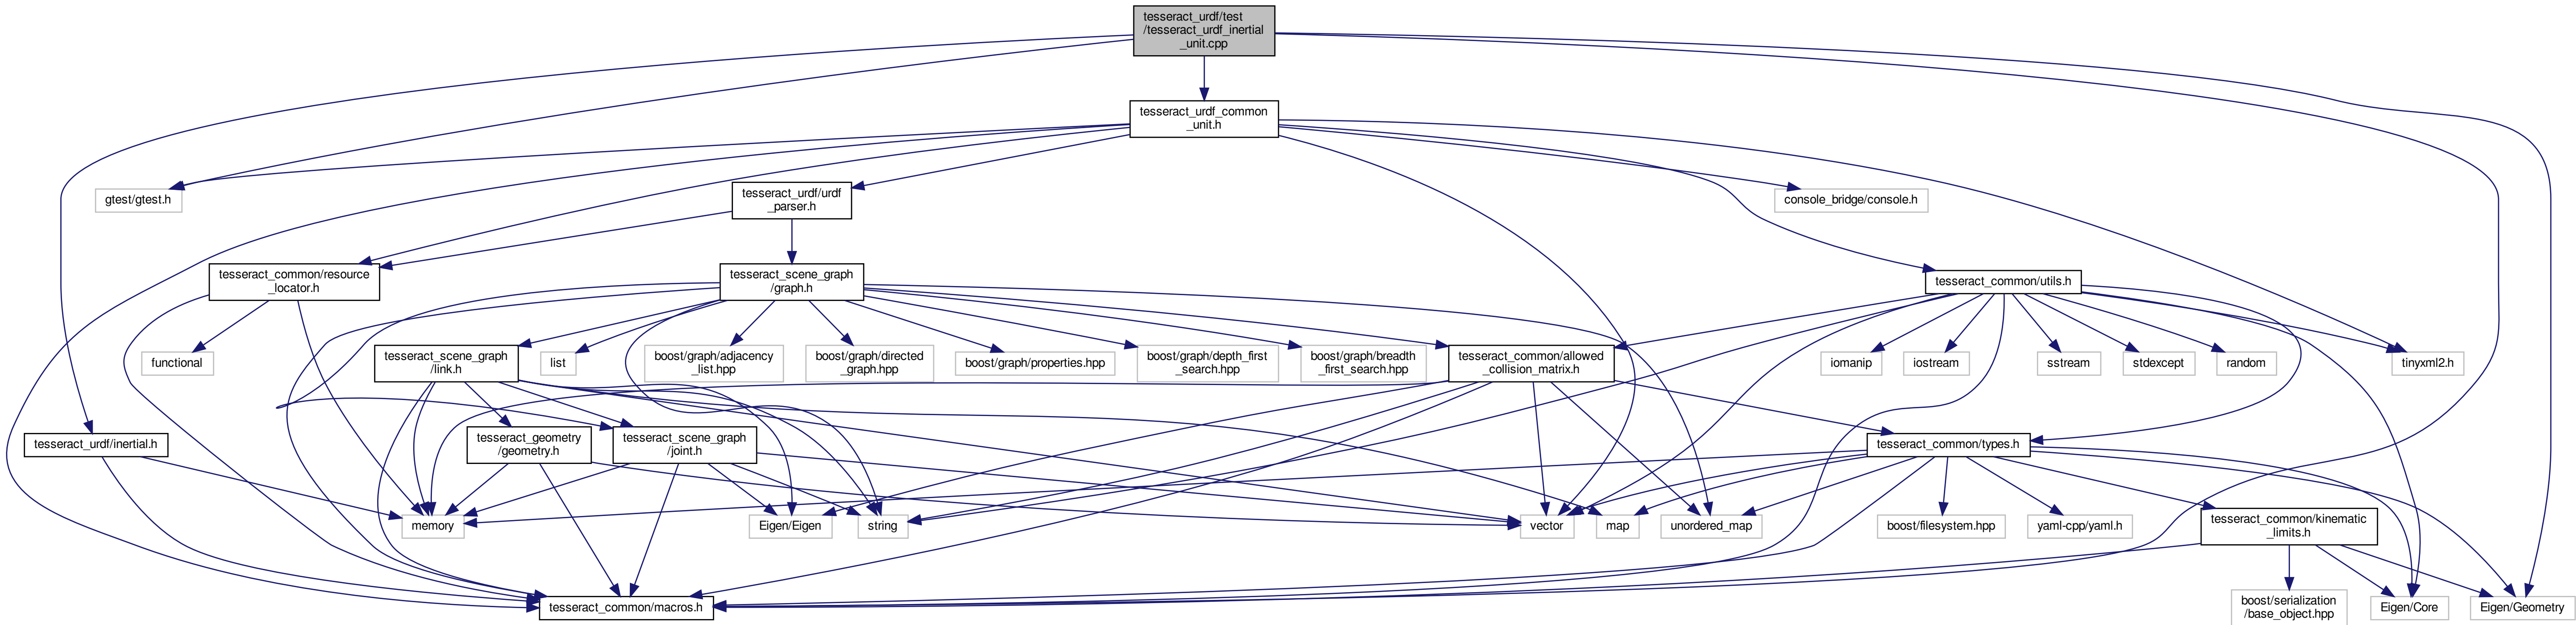 tesseract_urdf/test
/tesseract_urdf_inertial
_unit.cpp
tesseract_urdf_common
_unit.h
gtest/gtest.h
tesseract_urdf/urdf
_parser.h
console_bridge/console.h
tesseract_common/resource
_locator.h
tesseract_scene_graph
/graph.h
tesseract_common/utils.h
functional
tesseract_scene_graph
/link.h
list
boost/graph/adjacency
_list.hpp
boost/graph/directed
_graph.hpp
boost/graph/properties.hpp
boost/graph/depth_first
_search.hpp
boost/graph/breadth
_first_search.hpp
tesseract_common/allowed
_collision_matrix.h
iomanip
iostream
sstream
stdexcept
random
tinyxml2.h
tesseract_urdf/inertial.h
tesseract_geometry
/geometry.h
tesseract_scene_graph
/joint.h
tesseract_common/types.h
memory
Eigen/Eigen
string
vector
map
unordered_map
boost/filesystem.hpp
yaml-cpp/yaml.h
tesseract_common/kinematic
_limits.h
tesseract_common/macros.h
boost/serialization
/base_object.hpp
Eigen/Core
Eigen/Geometry